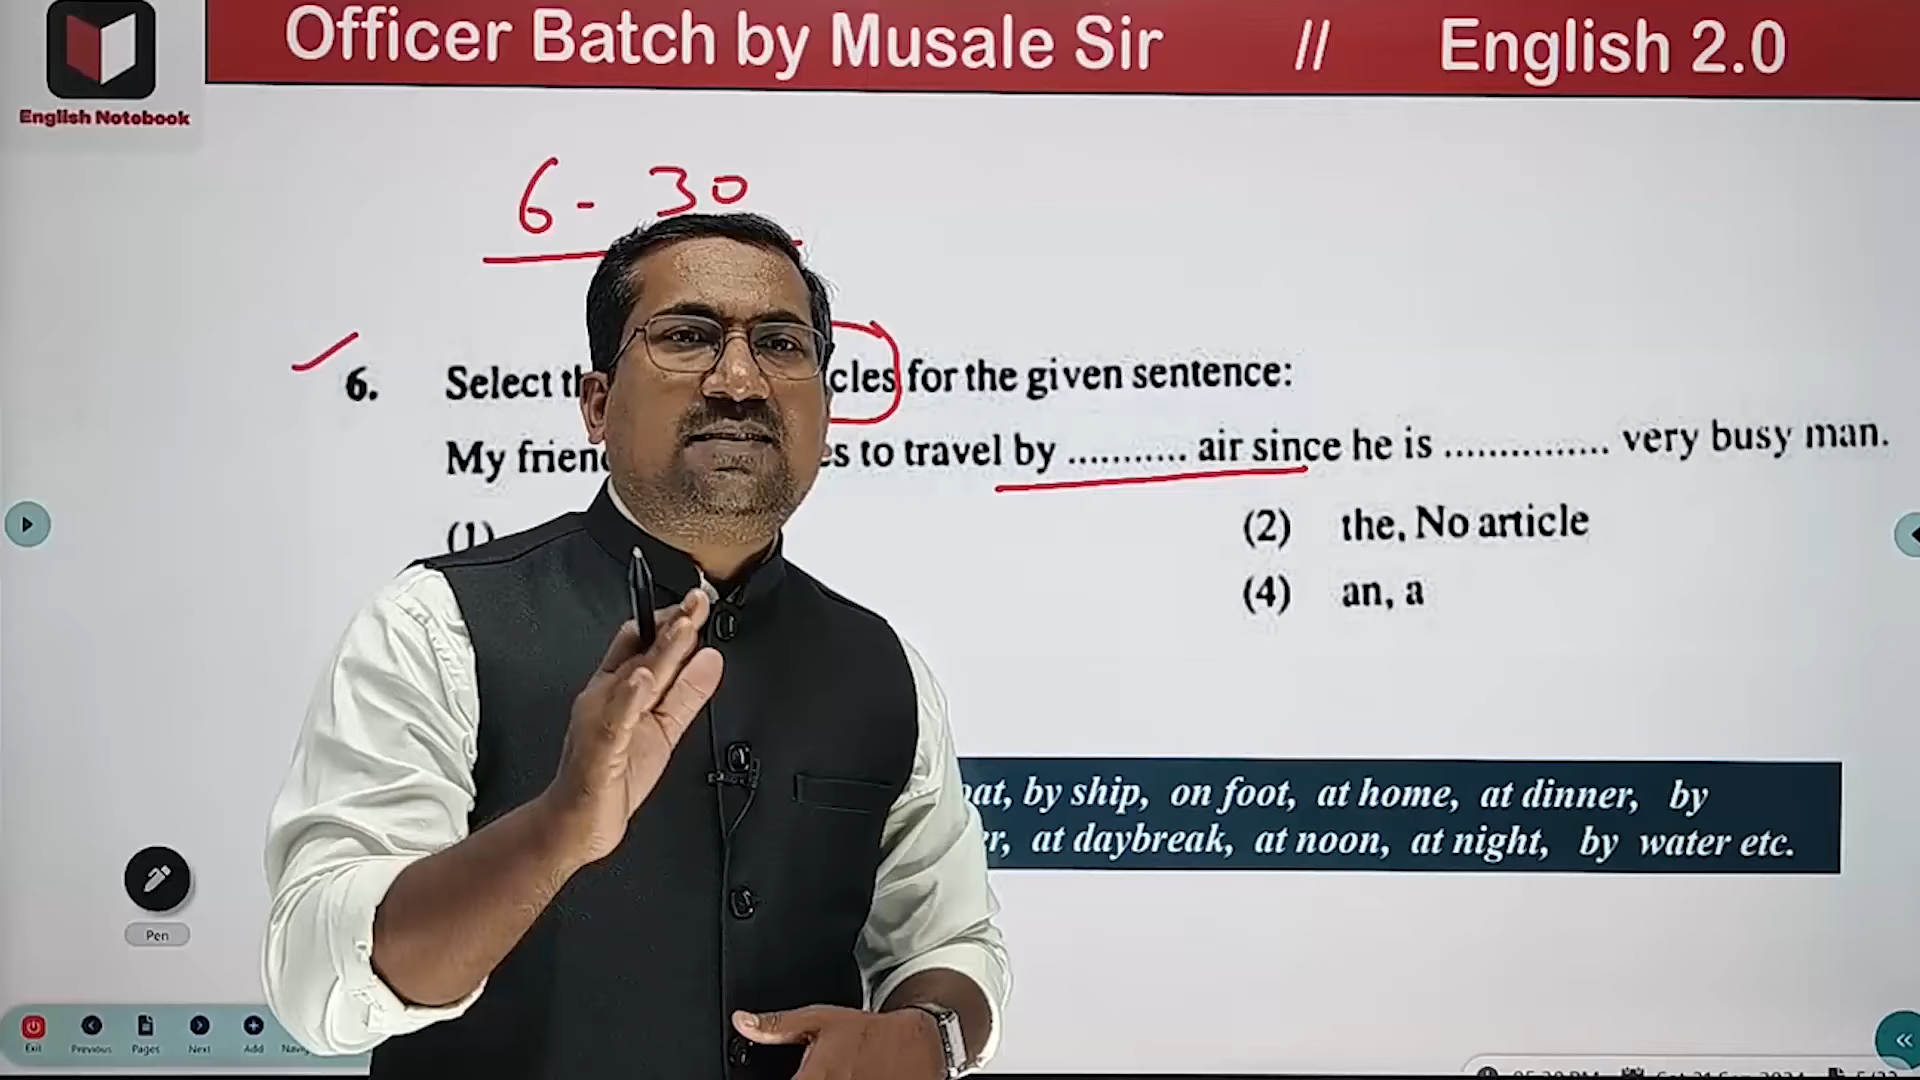 Officer Batch by Musale Sir // English 2.0
English Notebook
6 - 30
6. Select cles for the given sentence:
My s to travel by ........... air since he is ............... very busy man.
(1) (2) the, No article
(4) an, a
by ship, on foot, at home, at dinner, by
at daybreak, at noon, at night, by water etc.
Pen
Exit Previous Pages Next Add